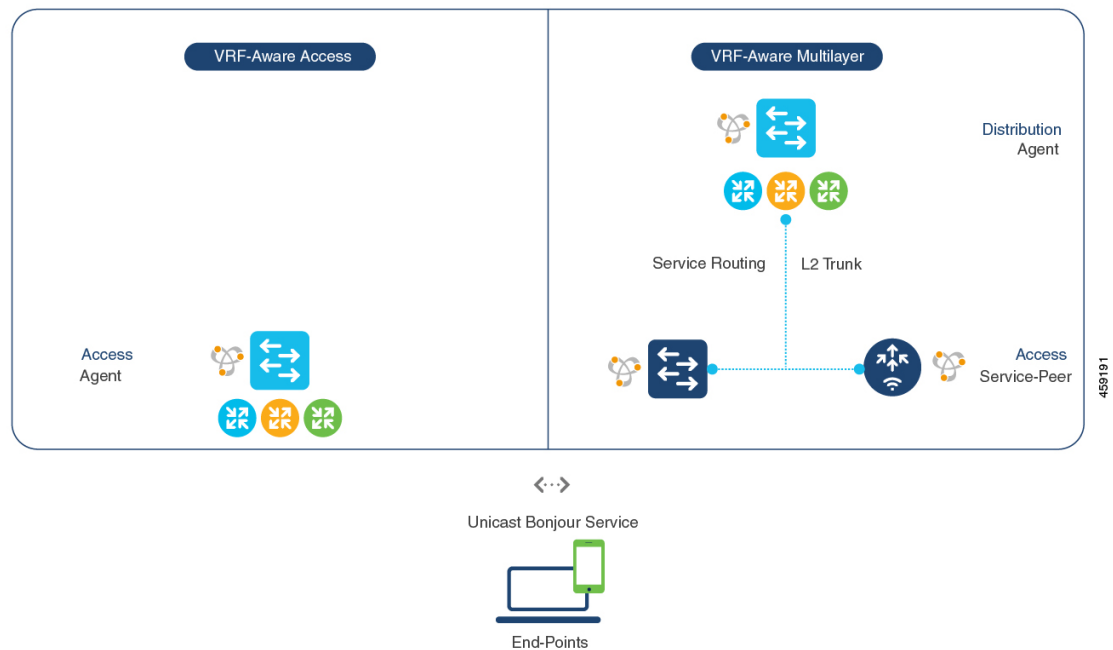 VRF-Aware Access
VRF-Aware Multilayer
Distribution
Agent
Service Routing
L2 Trunk
Access
Agent
Access
Service-Peer
459191
Unicast Bonjour Service
End-Points